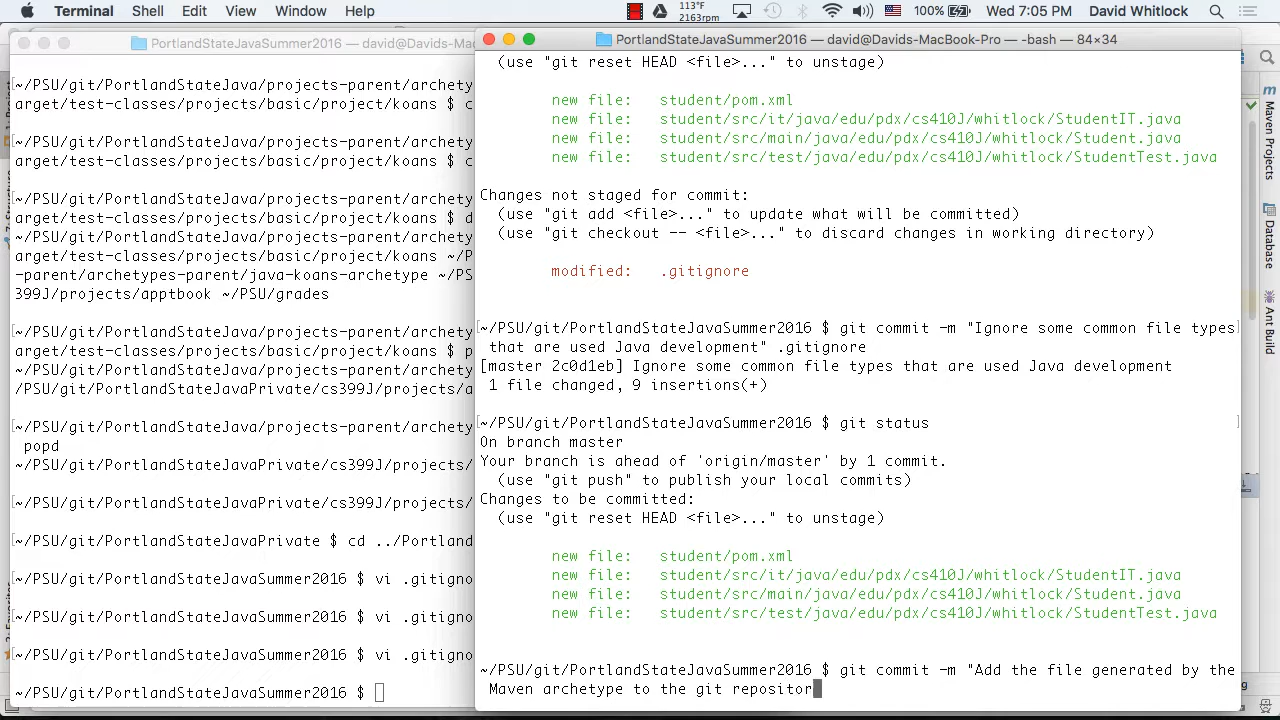 Terminal Shell Edit View Window Help 113°F 2163rpm 100% Wed 7:05 PM David Whitlock
PortlandStateJavaSummer2016 — david@Davids-Mac
~/PSU/git/PortlandStateJava/projects-parent/archety
arget/test-classes/projects/basic/project/koans $ c
[~/PSU/git/PortlandStateJava/projects-parent/archety
arget/test-classes/projects/basic/project/koans $ c
[~/PSU/git/PortlandStateJava/projects-parent/archety
arget/test-classes/projects/basic/project/koans $ d
~/PSU/git/PortlandStateJava/projects-parent/archety
arget/test-classes/projects/basic/project/koans ~/P
-parent/archetypes-parent/java-koans-archetype ~/PS
399J/projects/apptbook ~/PSU/grades
[~/PSU/git/PortlandStateJava/projects-parent/archety
arget/test-classes/projects/basic/project/koans $ p
~/PSU/git/PortlandStateJava/projects-parent/archety
/PSU/git/PortlandStateJavaPrivate/cs399J/projects/a
[~/PSU/git/PortlandStateJava/projects-parent/archety
popd
~/PSU/git/PortlandStateJavaPrivate/cs399J/projects/
[~/PSU/git/PortlandStateJavaPrivate/cs399J/projects/
[~/PSU/git/PortlandStateJavaPrivate $ cd ../Portland
[~/PSU/git/PortlandStateJavaSummer2016 $ vi .gitigno
[~/PSU/git/PortlandStateJavaSummer2016 $ vi .gitigno
[~/PSU/git/PortlandStateJavaSummer2016 $ vi .gitigno
~/PSU/git/PortlandStateJavaSummer2016 $
PortlandStateJavaSummer2016 — david@Davids-MacBook-Pro — -bash — 84×34
(use "git reset HEAD <file>..." to unstage)
new file: student/pom.xml
new file: student/src/it/java/edu/pdx/cs410J/whitlock/StudentIT.java
new file: student/src/main/java/edu/pdx/cs410J/whitlock/Student.java
new file: student/src/test/java/edu/pdx/cs410J/whitlock/StudentTest.java
Changes not staged for commit:
(use "git add <file>..." to update what will be committed)
(use "git checkout -- <file>..." to discard changes in working directory)
modified: .gitignore
[~/PSU/git/PortlandStateJavaSummer2016 $ git commit -m "Ignore some common file types]
that are used Java development" .gitignore
[master 2c0d1eb] Ignore some common file types that are used Java development
1 file changed, 9 insertions(+)
[~/PSU/git/PortlandStateJavaSummer2016 $ git status ]
On branch master
Your branch is ahead of 'origin/master' by 1 commit.
(use "git push" to publish your local commits)
Changes to be committed:
(use "git reset HEAD <file>..." to unstage)
new file: student/pom.xml
new file: student/src/it/java/edu/pdx/cs410J/whitlock/StudentIT.java
new file: student/src/main/java/edu/pdx/cs410J/whitlock/Student.java
new file: student/src/test/java/edu/pdx/cs410J/whitlock/StudentTest.java
~/PSU/git/PortlandStateJavaSummer2016 $ git commit -m "Add the file generated by the
Maven archetype to the git repositor
Maven Projects
Database
Ant Build